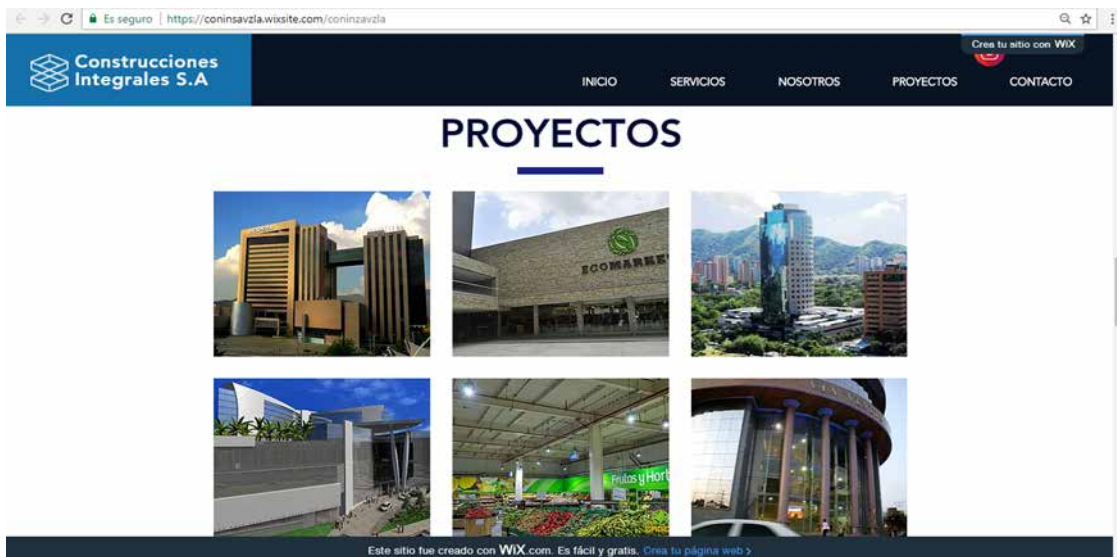 Es seguro | https://coninsavzla.wixsite.com/coninzavzla
Crea tu sitio con WiX
Construcciones
Integrales S.A
INICIO SERVICIOS NOSOTROS PROYECTOS CONTACTO
PROYECTOS
ECOMARKE
Frutas y Hort
Este sitio fue creado con WiX.com. Es fácil y gratis. Crea tu página web >